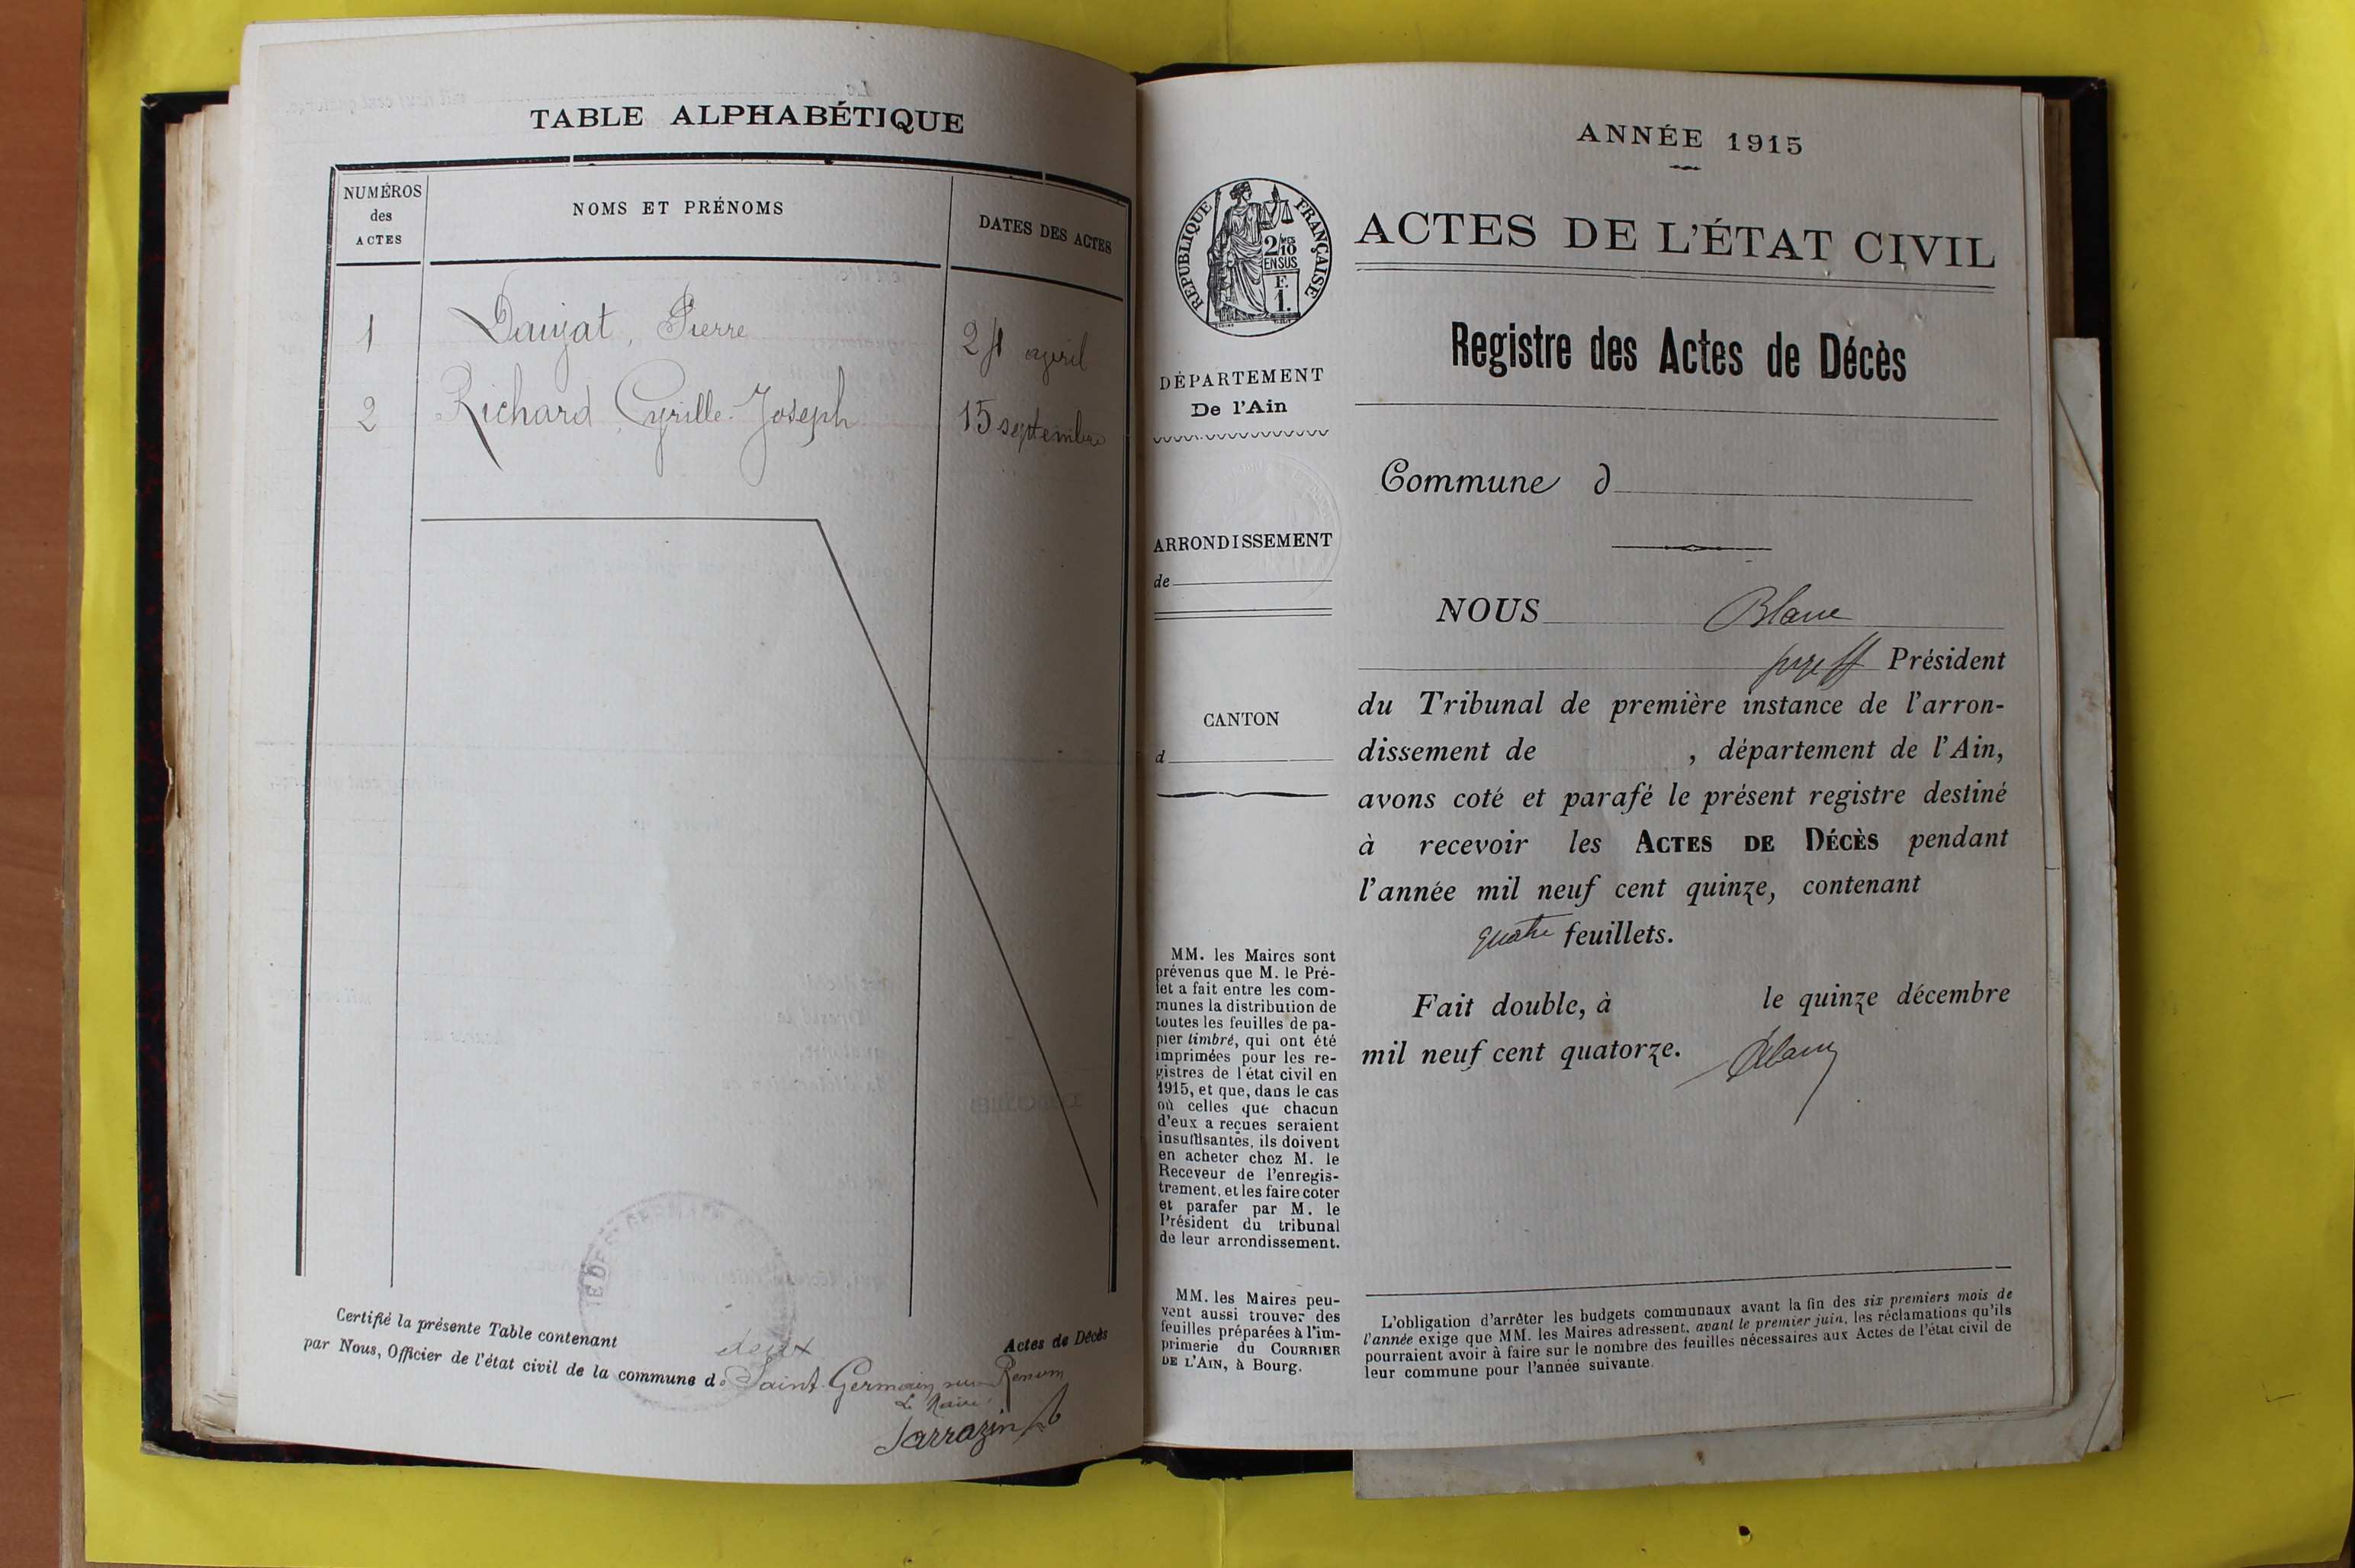 TABLE ALPHABÉTIQUE
NUMÉROS
des
ACTES
NOMS ET PRÉNOMS
DATES DES ACTES
1 Daujat, Pierre 24 avril
2 Richard Cyrille-Joseph 15 septembre
Certifié la présente Table contenant deux Actes de Décès
par Nous, Officier de l'état civil de la commune de Saint-Germain sur Renom
Le Maire
Sarrazin
ANNÉE 1915
RÉPUBLIQUE FRANÇAISE
2/10
EN SUS
F.
1.
ACTES DE L'ÉTAT CIVIL
Registre des Actes de Décès
DÉPARTEMENT
De l'Ain
ARRONDISSEMENT
de
CANTON
d
Commune d
NOUS Blanc
juge ff Président
du Tribunal de première instance de l'arron-
dissement de , département de l'Ain,
avons coté et parafé le présent registre destiné
à recevoir les ACTES DE DÉCÈS pendant
l'année mil neuf cent quinze, contenant
quatre feuillets.
Fait double, à le quinze décembre
mil neuf cent quatorze. Blanc
MM. les Maires sont
prévenus que M. le Pré-
fet a fait entre les com-
munes la distribution de
toutes les feuilles de pa-
pier timbré, qui ont été
imprimées pour les re-
gistres de l'état civil en
1915, et que, dans le cas
où celles que chacun
d'eux a reçues seraient
insuffisantes, ils doivent
en acheter chez M. le
Receveur de l'enregis-
trement, et les faire coter
et parafer par M. le
Président du tribunal
de leur arrondissement.
MM. les Maires peu-
vent aussi trouver des
feuilles préparées à l'im-
primerie du COURRIER
DE L'AIN, à Bourg.
L'obligation d'arrêter les budgets communaux avant la fin des six premiers mois de
l'année exige que MM. les Maires adressent, avant le premier juin, les réclamations qu'ils
pourraient avoir à faire sur le nombre des feuilles nécessaires aux Actes de l'état civil de
leur commune pour l'année suivante.